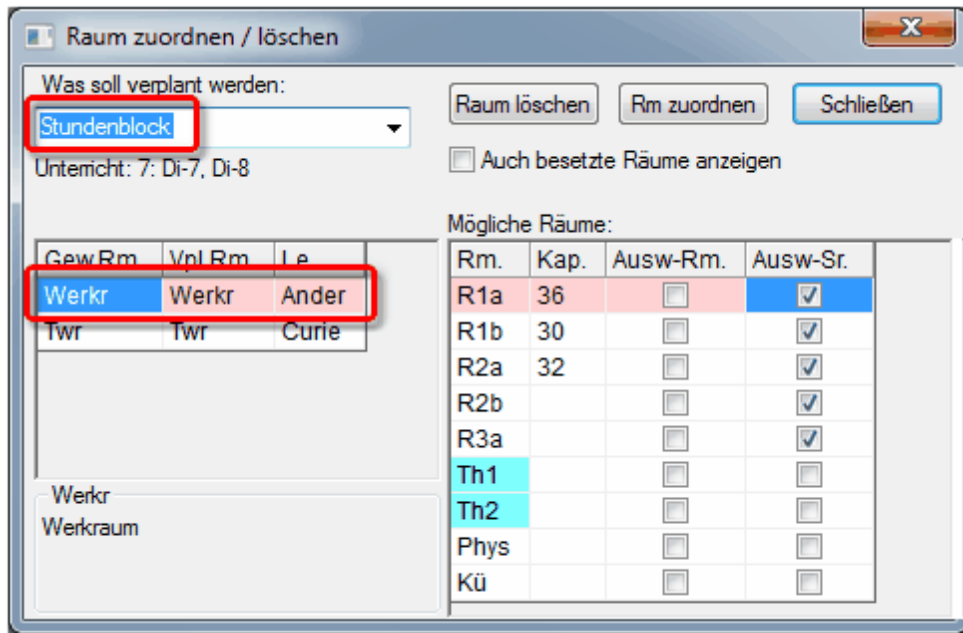 Raum zuordnen / löschen
Was soll verplant werden:
Stundenblock
Unterricht: 7: Di-7, Di-8
Raum löschen
Rm zuordnen
Schließen
Auch besetzte Räume anzeigen
Gew.Rm. Vpl.Rm. Le.
Werkr Werkr Ander
Twr Twr Curie
Werkr
Werkraum
Mögliche Räume:
Rm. Kap. Ausw-Rm. Ausw-Sr.
R1a 36
R1b 30
R2a 32
R2b
R3a
Th1
Th2
Phys
Kü